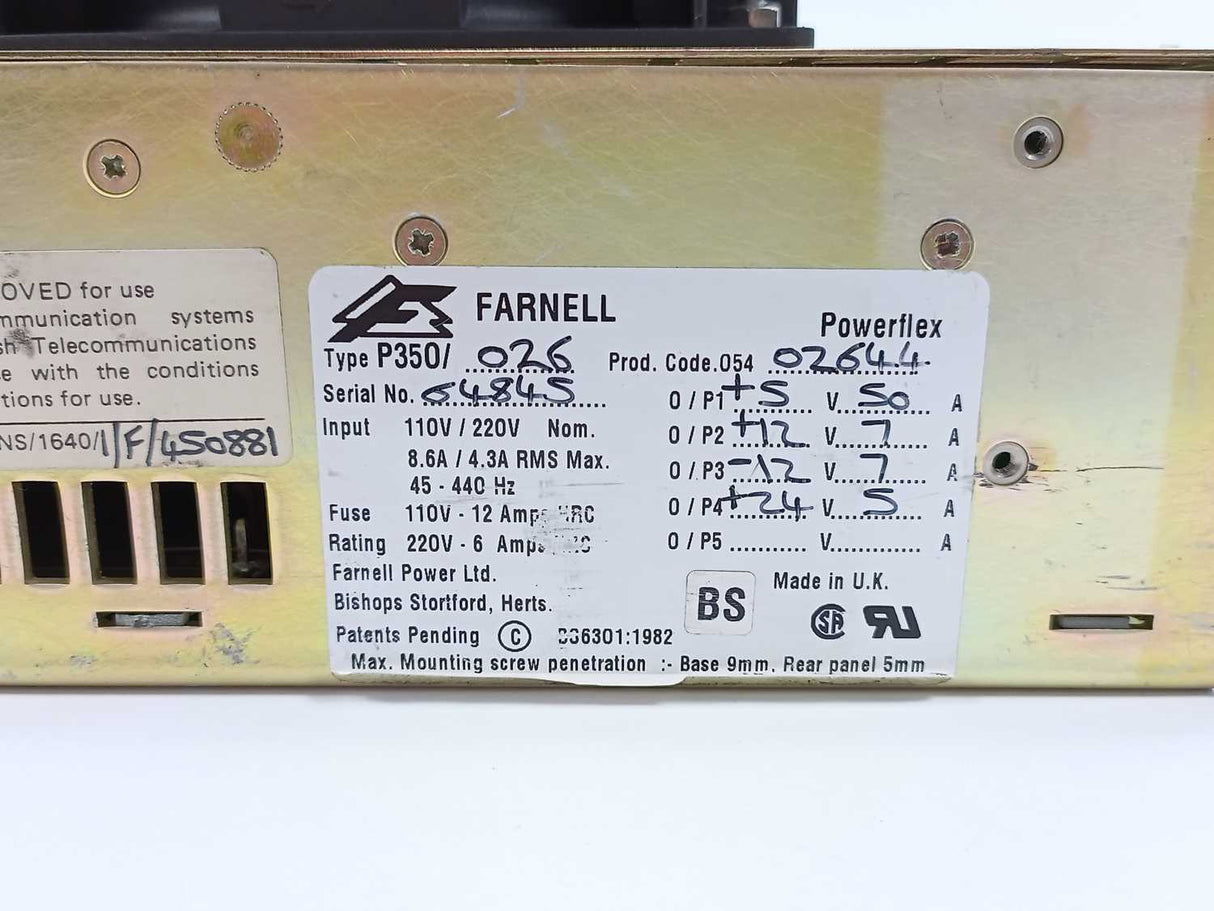 OVED for use
mmunication systems
sh Telecommunications
e with the conditions
tions for use.
NS/1640/1/F/450881
FARNELL
Powerflex
Type P350/ 026 Prod. Code.054 02644
Serial No. 64845
O/P1 +5 V 50 A
Input 110V / 220V Nom.
O/P2 +12 V 7 A
8.6A / 4.3A RMS Max.
O/P3 -12 V 7 A
45 - 440 Hz
O/P4 +24 V 5 A
Fuse 110V - 12 Amps HRC
O/P5 V A
Rating 220V - 6 Amps
Farnell Power Ltd.
Made in U.K.
Bishops Stortford, Herts.
BS
Patents Pending © 6301:1982
Max. Mounting screw penetration :- Base 9mm. Rear panel 5mm